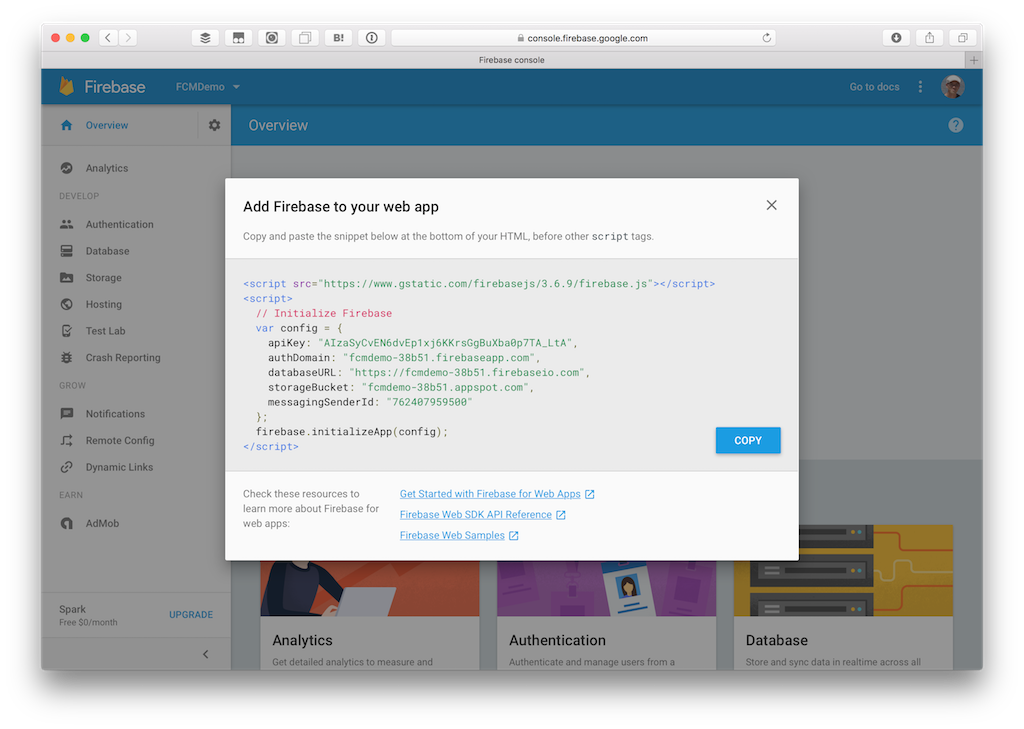 B!
console.firebase.google.com
Firebase console
Firebase
FCMDemo
Go to docs
Overview
Overview
Analytics
DEVELOP
Authentication
Database
Storage
Hosting
Test Lab
Crash Reporting
GROW
Notifications
Remote Config
Dynamic Links
EARN
AdMob
Spark
Free $0/month
UPGRADE
Add Firebase to your web app
Copy and paste the snippet below at the bottom of your HTML, before other script tags.
<script src="https://www.gstatic.com/firebasejs/3.6.9/firebase.js"></script>
<script>
// Initialize Firebase
var config = {
apiKey: "AIzaSyCvEN6dvEp1xj6KKrsGgBuXba0p7TA_LtA",
authDomain: "fcmdemo-38b51.firebaseapp.com",
databaseURL: "https://fcmdemo-38b51.firebaseio.com",
storageBucket: "fcmdemo-38b51.appspot.com",
messagingSenderId: "762407959500"
};
firebase.initializeApp(config);
</script>
COPY
Check these resources to
learn more about Firebase for
web apps:
Get Started with Firebase for Web Apps
Firebase Web SDK API Reference
Firebase Web Samples
Analytics
Get detailed analytics to measure and
Authentication
Authenticate and manage users from a
Database
Store and sync data in realtime across all